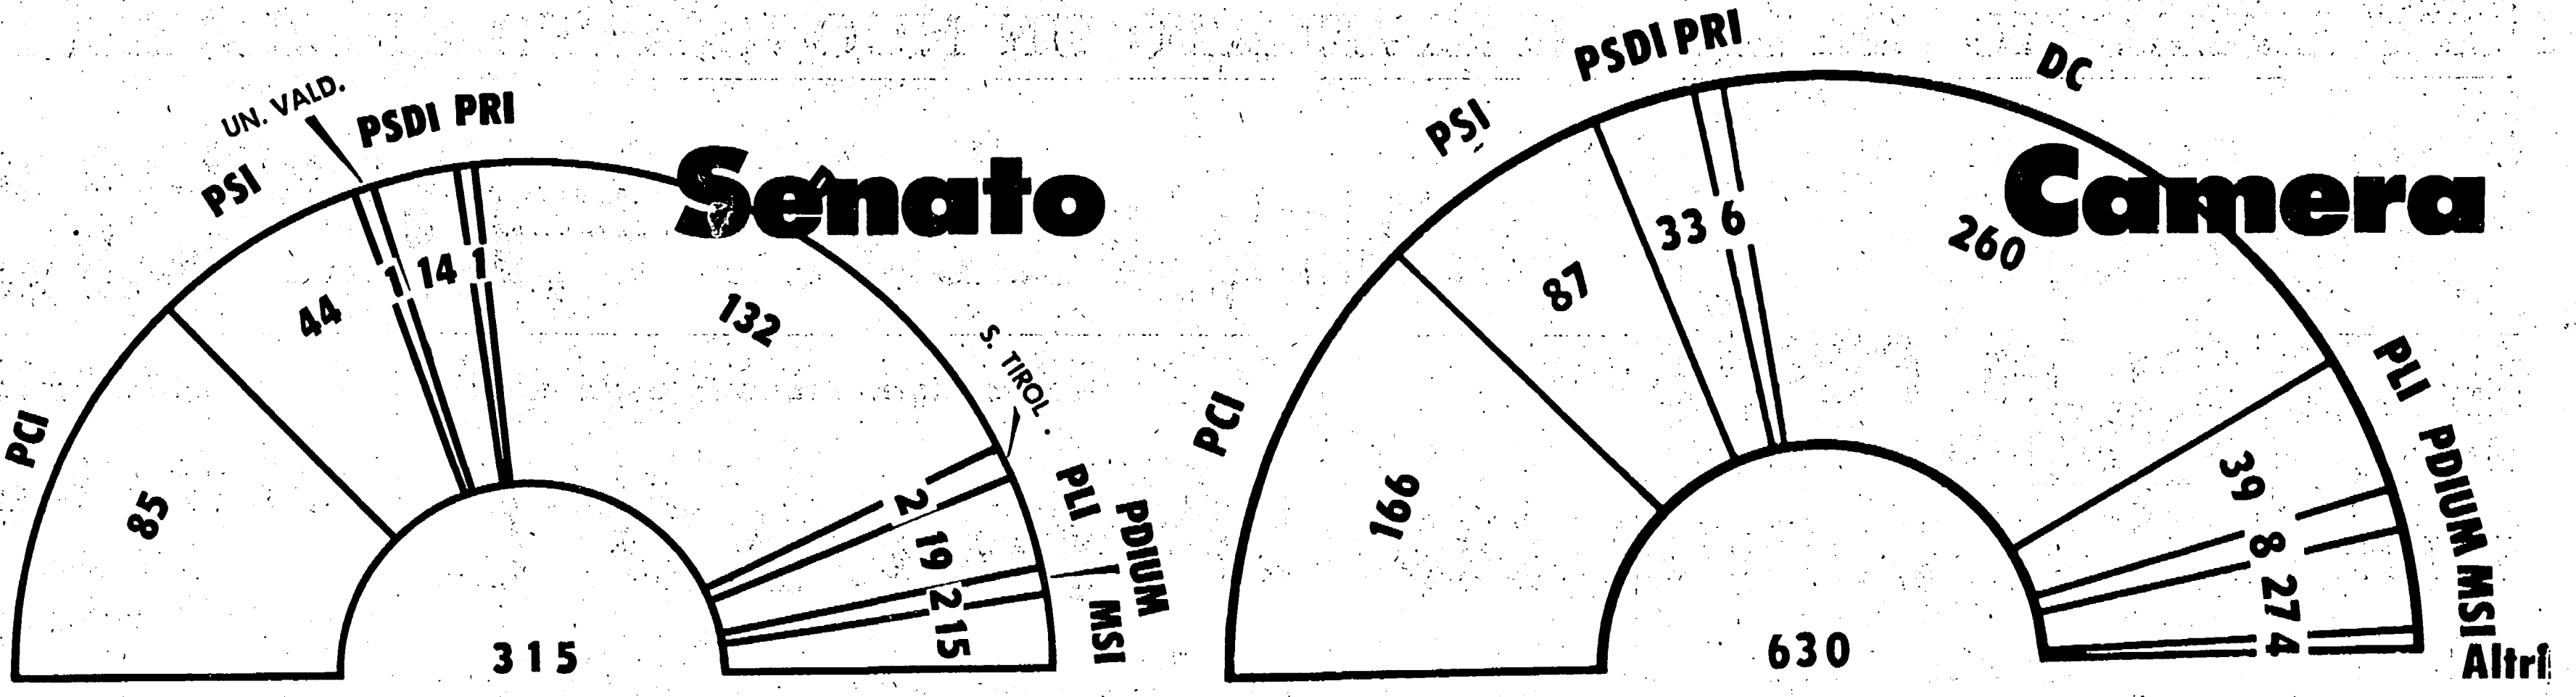 Senato
PCI
PSI
UN. VALD.
PSDI
PRI
S. TIROL.
PLI
PDIUM
MSI
85
44
1
14
1
132
2
19
2
15
315
Camera
PCI
PSI
PSDI
PRI
DC
PLI
PDIUM
MSI
Altri
166
87
33
6
260
39
8
27
4
630